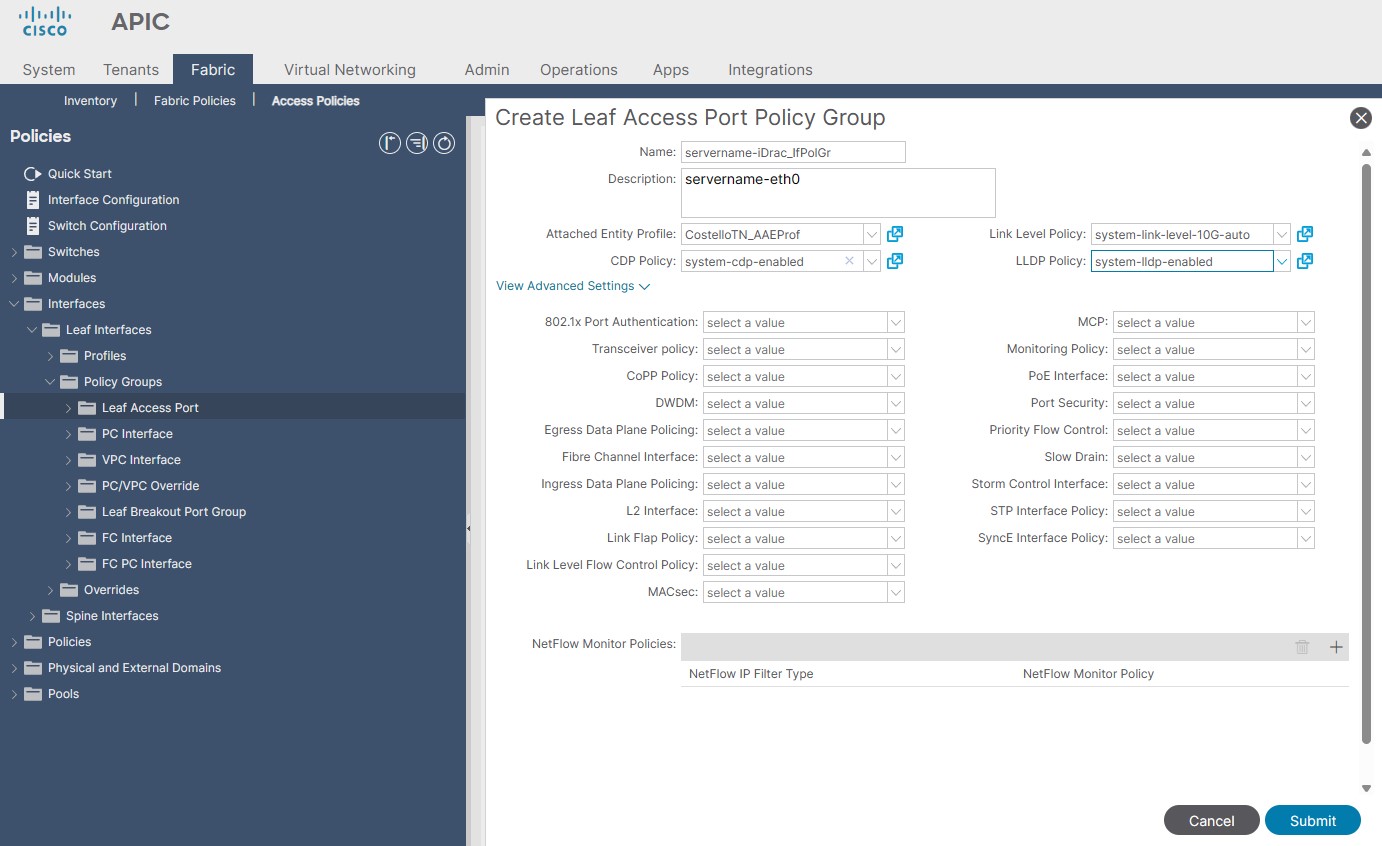 CISCO
APIC
System Tenants Fabric Virtual Networking Admin Operations Apps Integrations
Inventory | Fabric Policies | Access Policies
Policies
Quick Start
Interface Configuration
Switch Configuration
Switches
Modules
Interfaces
Leaf Interfaces
Profiles
Policy Groups
Leaf Access Port
PC Interface
VPC Interface
PC/VPC Override
Leaf Breakout Port Group
FC Interface
FC PC Interface
Overrides
Spine Interfaces
Policies
Physical and External Domains
Pools
Create Leaf Access Port Policy Group
Name: servername-iDrac_IfPolGr
Description: servername-eth0
Attached Entity Profile: CostelloTN_AAEProf
Link Level Policy: system-link-level-10G-auto
CDP Policy: system-cdp-enabled
LLDP Policy: system-lldp-enabled
View Advanced Settings
802.1x Port Authentication: select a value
MCP: select a value
Transceiver policy: select a value
Monitoring Policy: select a value
CoPP Policy: select a value
PoE Interface: select a value
DWDM: select a value
Port Security: select a value
Egress Data Plane Policing: select a value
Priority Flow Control: select a value
Fibre Channel Interface: select a value
Slow Drain: select a value
Ingress Data Plane Policing: select a value
Storm Control Interface: select a value
L2 Interface: select a value
STP Interface Policy: select a value
Link Flap Policy: select a value
SyncE Interface Policy: select a value
Link Level Flow Control Policy: select a value
MACsec: select a value
NetFlow Monitor Policies:
NetFlow IP Filter Type NetFlow Monitor Policy
Cancel Submit